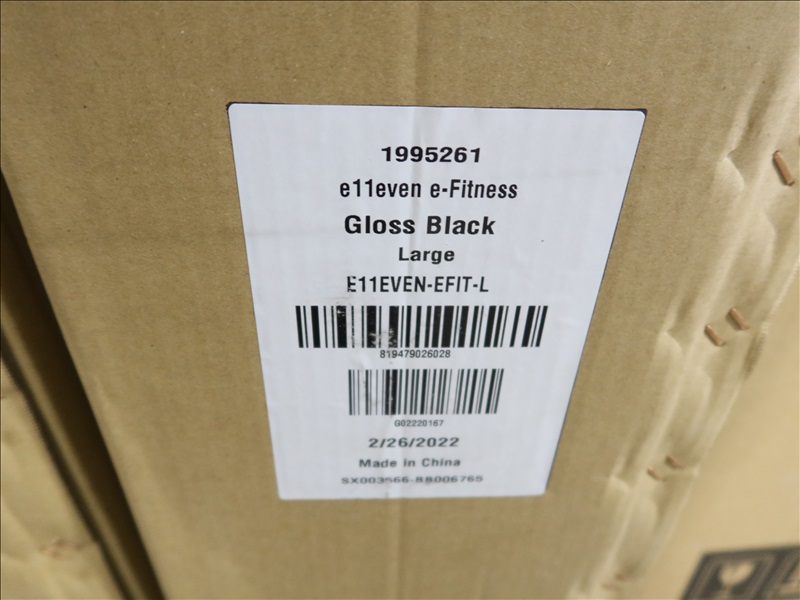 1995261
e11even e-Fitness
Gloss Black
Large
E11EVEN-EFIT-L
819479026028
G02220167
2/26/2022
Made in China
SX003566-BB006765